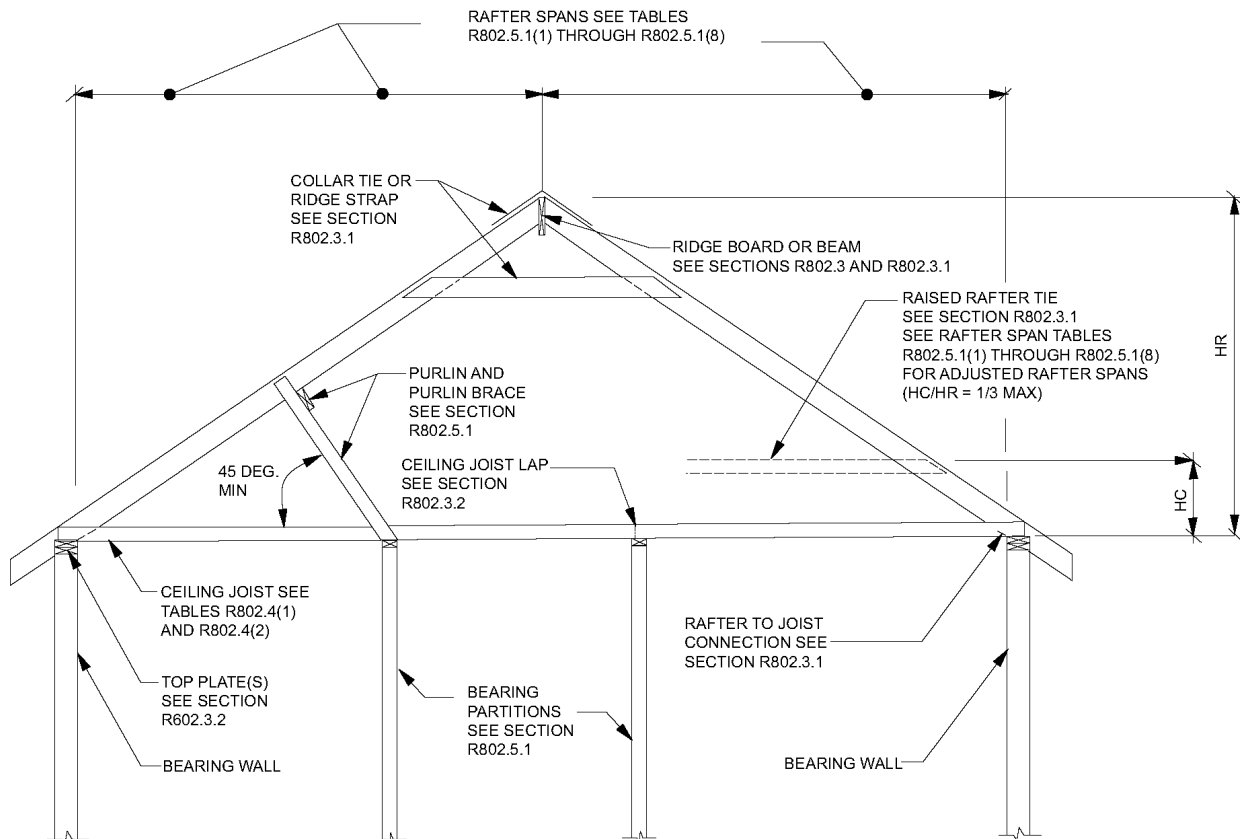 RAFTER SPANS SEE TABLES
R802.5.1(1) THROUGH R802.5.1(8)
COLLAR TIE OR
RIDGE STRAP
SEE SECTION
R802.3.1
RIDGE BOARD OR BEAM
SEE SECTIONS R802.3 AND R802.3.1
RAISED RAFTER TIE
SEE SECTION R802.3.1
SEE RAFTER SPAN TABLES
R802.5.1(1) THROUGH R802.5.1(8)
FOR ADJUSTED RAFTER SPANS
(HC/HR = 1/3 MAX)
HR
PURLIN AND
PURLIN BRACE
SEE SECTION
R802.5.1
45 DEG.
MIN
CEILING JOIST LAP
SEE SECTION
R802.3.2
HC
CEILING JOIST SEE
TABLES R802.4(1)
AND R802.4(2)
RAFTER TO JOIST
CONNECTION SEE
SECTION R802.3.1
TOP PLATE(S)
SEE SECTION
R602.3.2
BEARING
PARTITIONS
SEE SECTION
R802.5.1
BEARING WALL
BEARING WALL